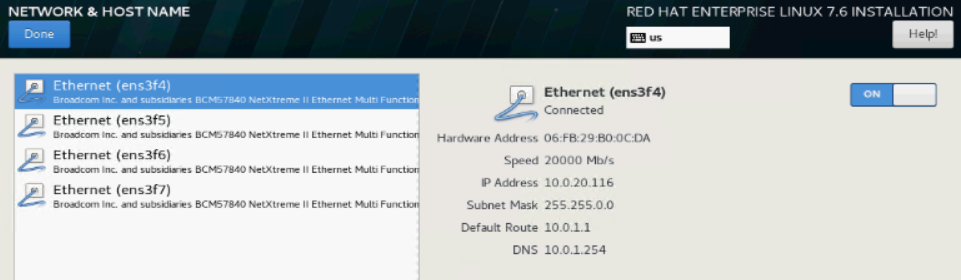 NETWORK & HOST NAME
RED HAT ENTERPRISE LINUX 7.6 INSTALLATION
Done
us
Help!
Ethernet (ens3f4)
Broadcom Inc. and subsidiaries BCM57840 NetXtreme II Ethernet Multi Function
Ethernet (ens3f5)
Broadcom Inc. and subsidiaries BCM57840 NetXtreme II Ethernet Multi Function
Ethernet (ens3f6)
Broadcom Inc. and subsidiaries BCM57840 NetXtreme II Ethernet Multi Function
Ethernet (ens3f7)
Broadcom Inc. and subsidiaries BCM57840 NetXtreme II Ethernet Multi Function
Ethernet (ens3f4)
Connected
ON
Hardware Address 06:FB:29:B0:0C:DA
Speed 20000 Mb/s
IP Address 10.0.20.116
Subnet Mask 255.255.0.0
Default Route 10.0.1.1
DNS 10.0.1.254